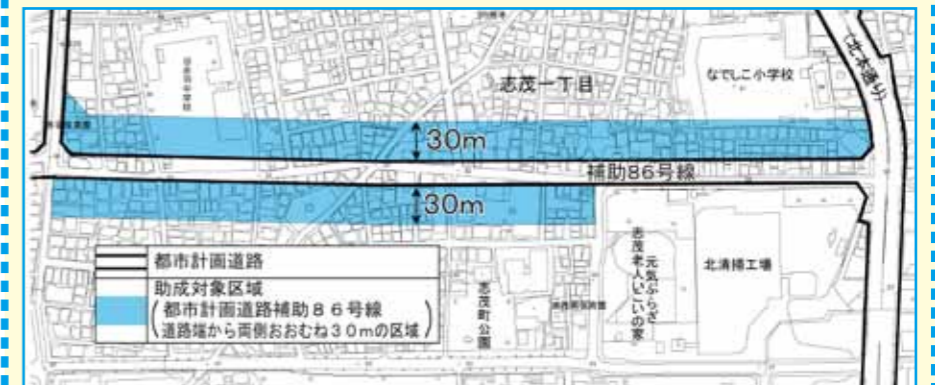 志茂一丁目
なでしこ小学校
(北本通り)
30m
補助86号線
30m
都市計画道路
助成対象区域
(都市計画道路補助86号線
道路端から両側おおむね30mの区域)
志茂町公園
志茂老人いこいの家
元気ぷらざ
北清掃工場